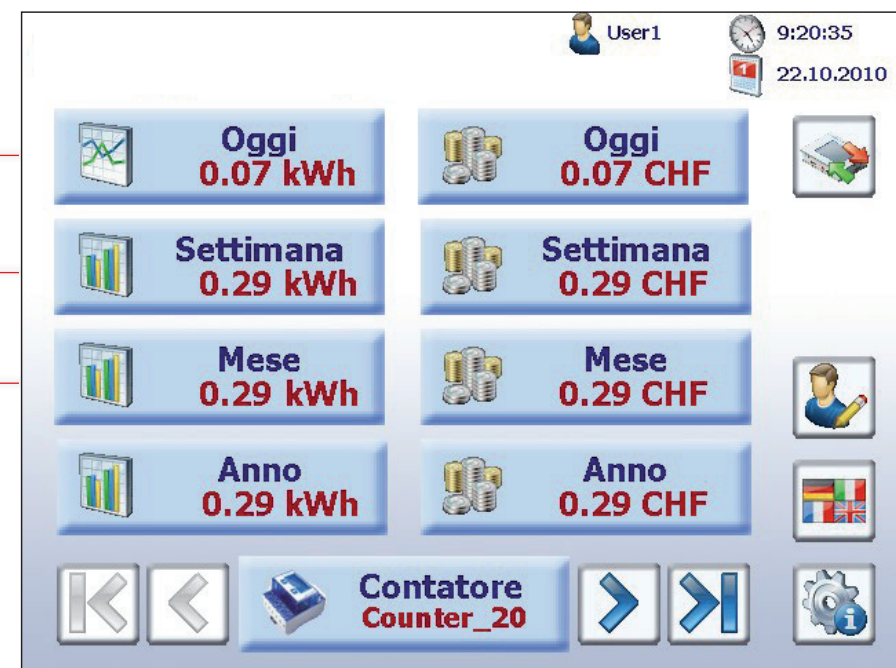 User1
9:20:35
1
22.10.2010
Oggi
0.07 kWh
Oggi
0.07 CHF
Settimana
0.29 kWh
Settimana
0.29 CHF
Mese
0.29 kWh
Mese
0.29 CHF
Anno
0.29 kWh
Anno
0.29 CHF
Contatore
Counter_20
i